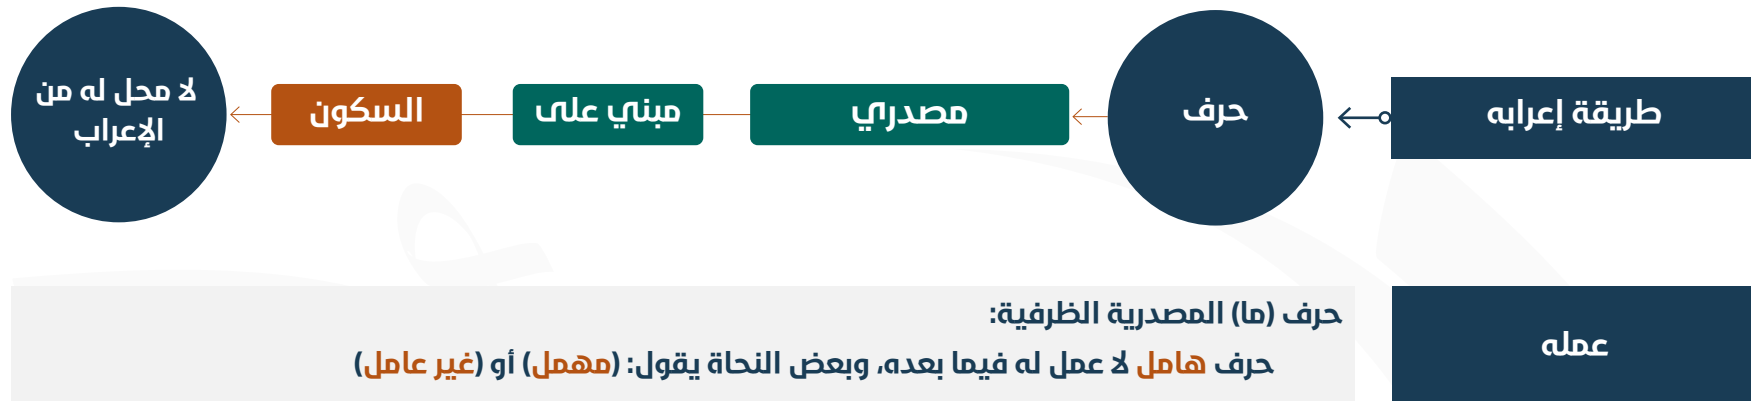 طريقة إعرابه
حرف
مصدري
مبني على
السكون
لا محل له من
الإعراب
عمله
حرف (ما) المصدرية الظرفية:
حرف هامل لا عمل له فيما بعده، وبعض النحاة يقول: (مهمل) أو (غير عامل)